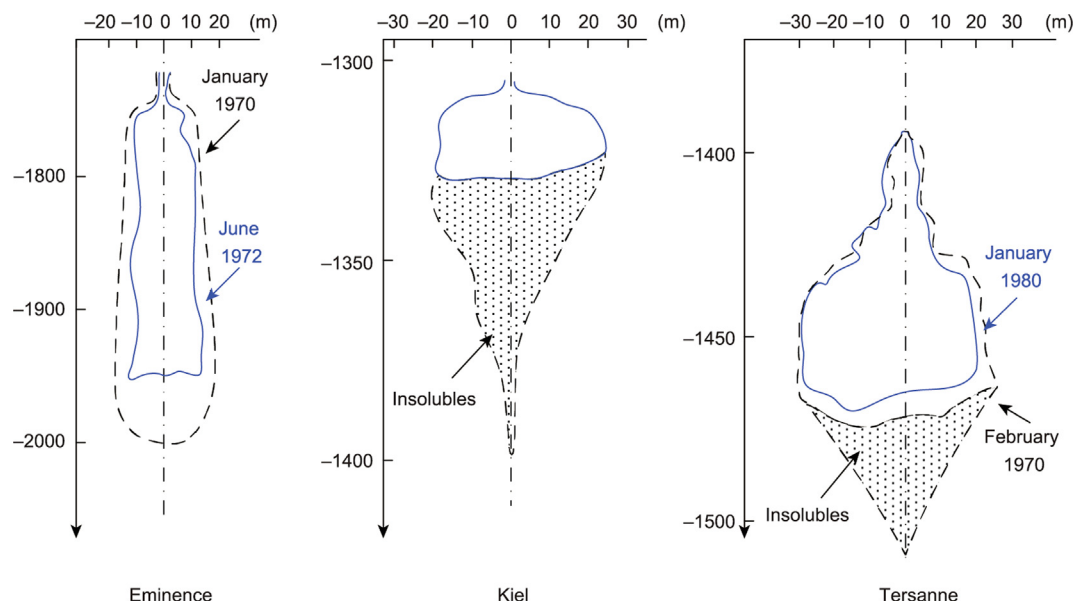 −20 −10 0 10 20 (m)
January
1970
−1800
June
1972
−1900
−2000
Eminence
−30 −20 −10 0 10 20 30 (m)
−1300
−1350
Insolubles
−1400
Kiel
−30 −20 −10 0 10 20 30 (m)
−1400
January
1980
−1450
February
1970
Insolubles
−1500
Tersanne